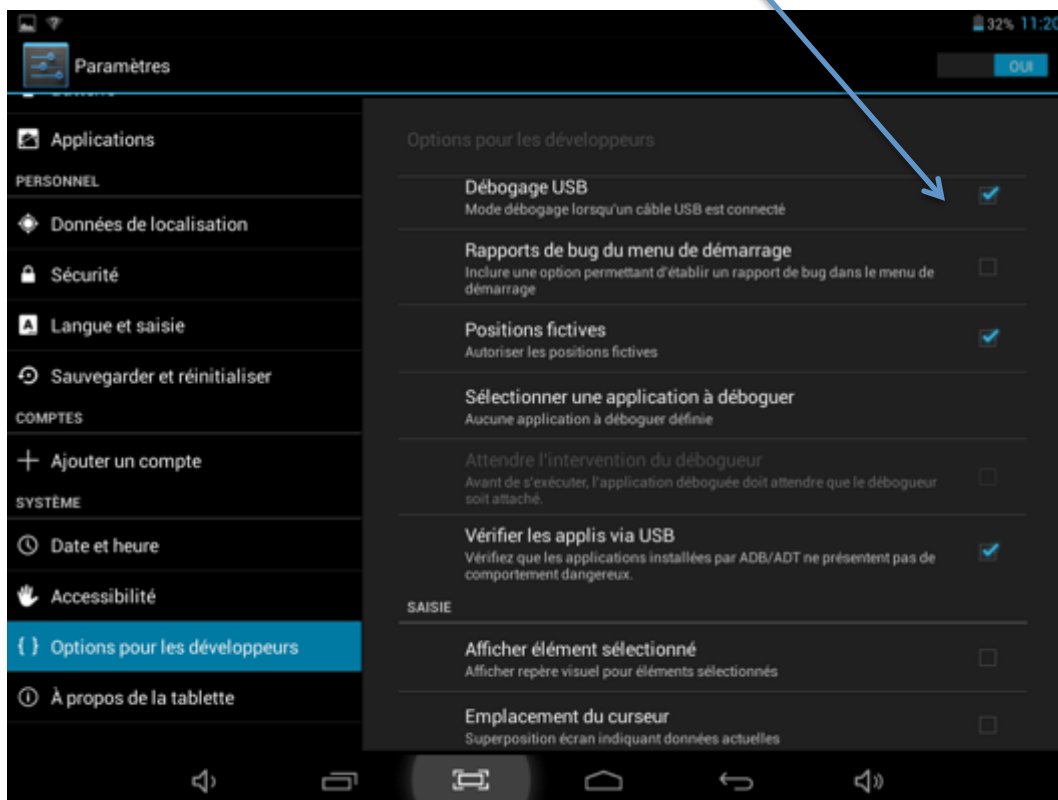 32% 11:20
Paramètres
OUI
Applications
PERSONNEL
Données de localisation
Sécurité
Langue et saisie
Sauvegarder et réinitialiser
COMPTES
Ajouter un compte
SYSTÈME
Date et heure
Accessibilité
{ } Options pour les développeurs
À propos de la tablette
Options pour les développeurs
Débogage USB
Mode débogage lorsqu'un câble USB est connecté
Rapports de bug du menu de démarrage
Inclure une option permettant d'établir un rapport de bug dans le menu de
démarrage
Positions fictives
Autoriser les positions fictives
Sélectionner une application à déboguer
Aucune application à déboguer définie
Attendre l'intervention du débogueur
Avant de s'exécuter, l'application déboguée doit attendre que le débogueur
soit attaché.
Vérifier les applis via USB
Vérifiez que les applications installées par ADB/ADT ne présentent pas de
comportement dangereux.
SAISIE
Afficher élément sélectionné
Afficher repère visuel pour éléments sélectionnés
Emplacement du curseur
Superposition écran indiquant données actuelles